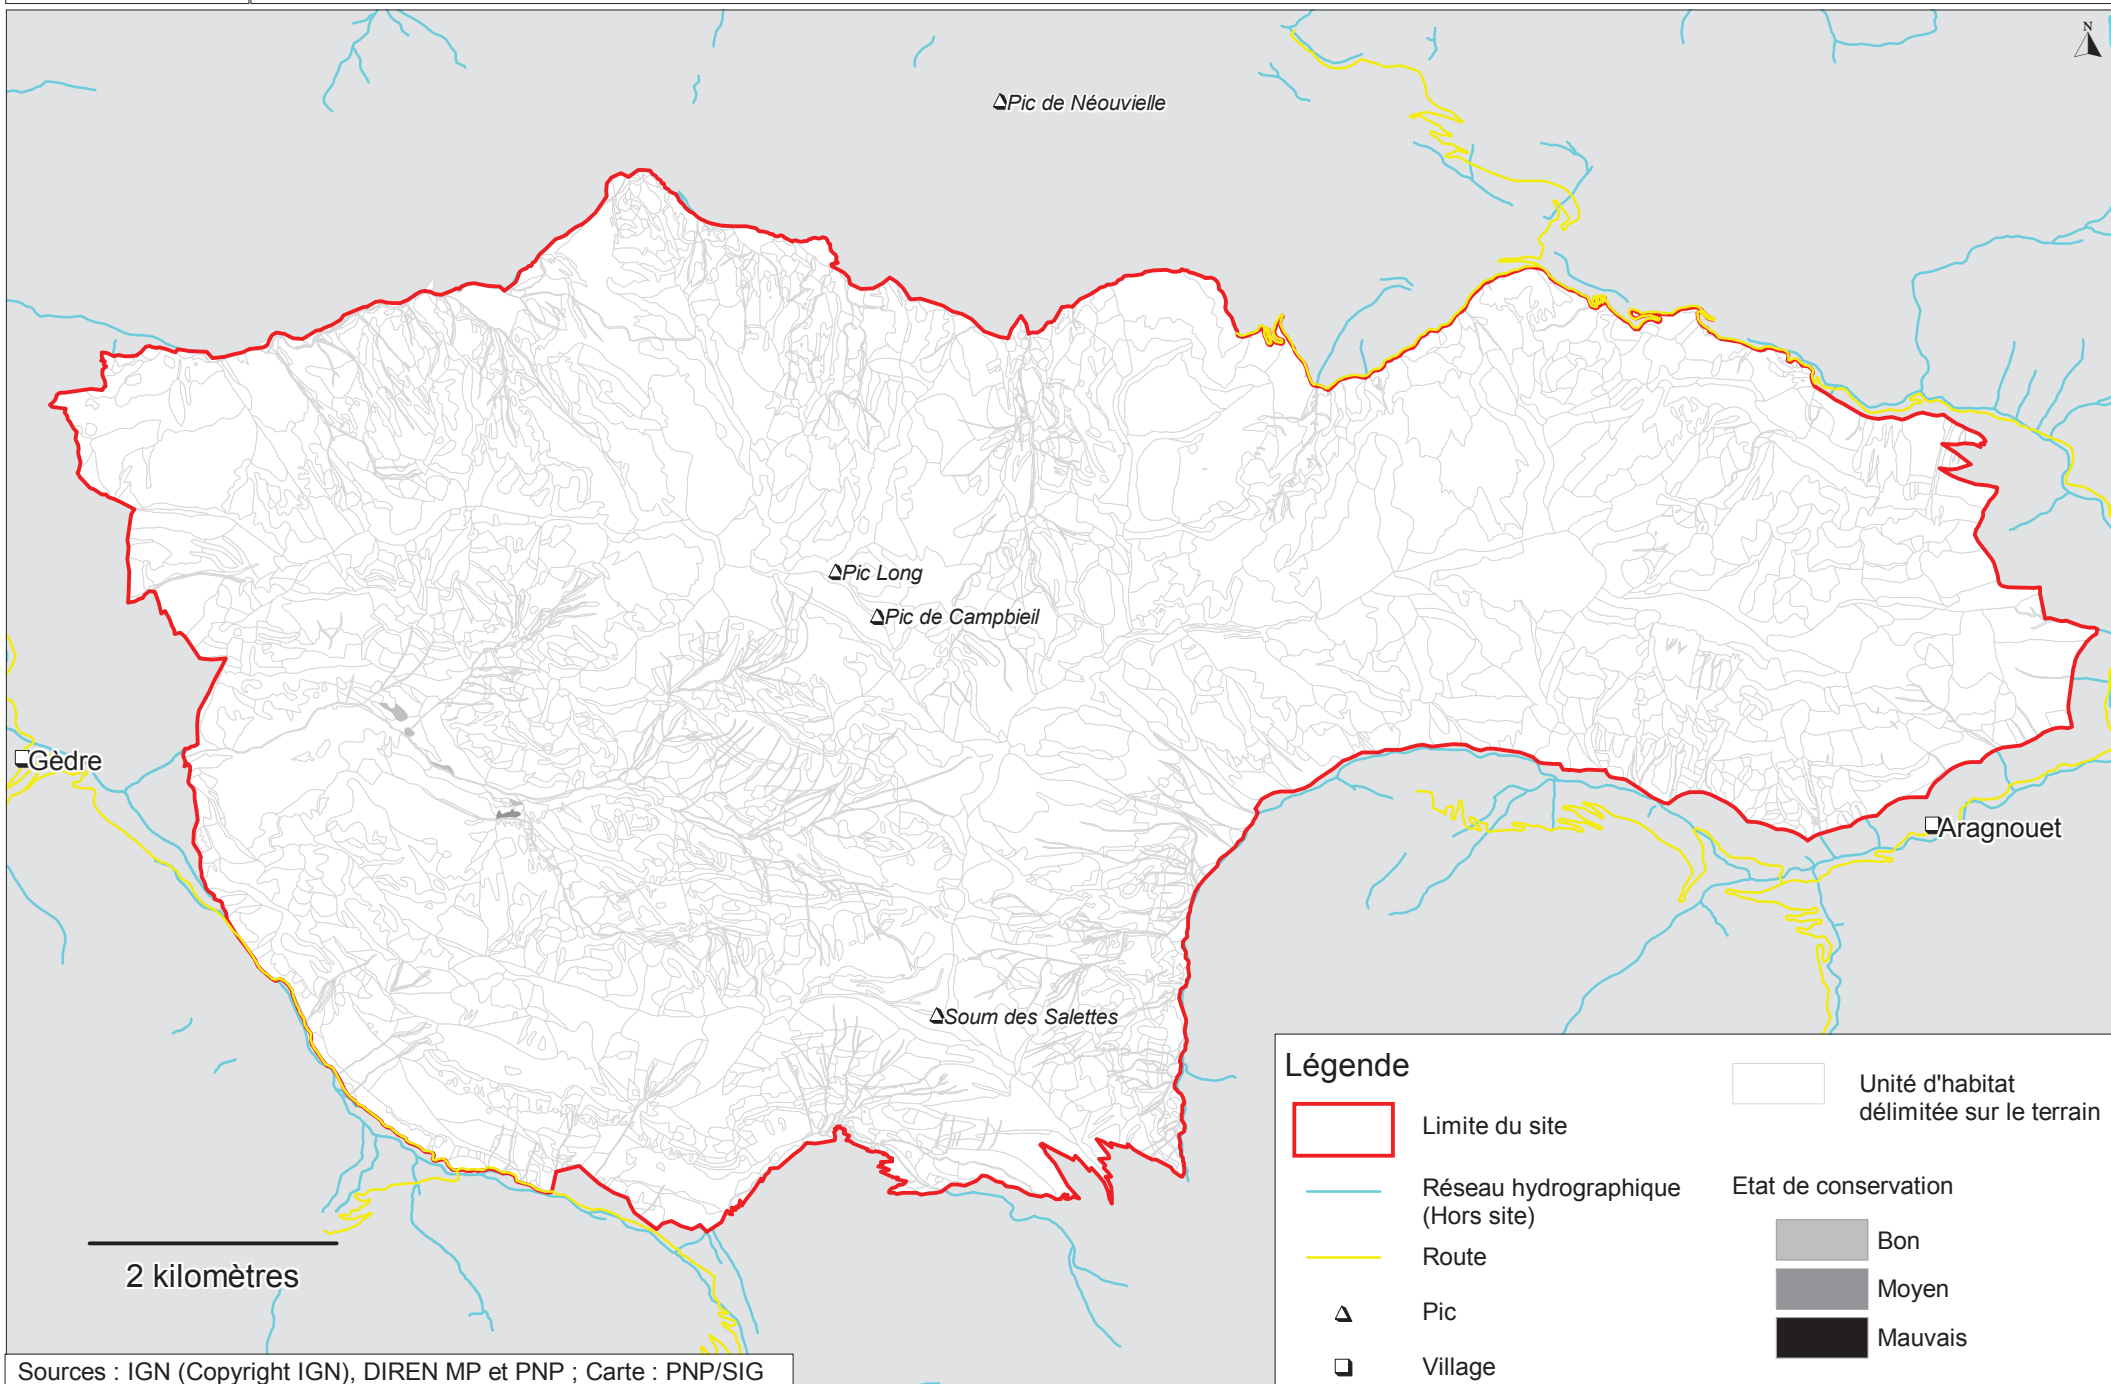 N
Pic de Néouvielle
Pic Long
Pic de Campbieil
Gèdre
Aragnouet
Soum des Salettes
Légende
Limite du site
Réseau hydrographique
(Hors site)
Route
Pic
Village
Unité d'habitat
délimitée sur le terrain
Etat de conservation
Bon
Moyen
Mauvais
2 kilomètres
Sources : IGN (Copyright IGN), DIREN MP et PNP ; Carte : PNP/SIG